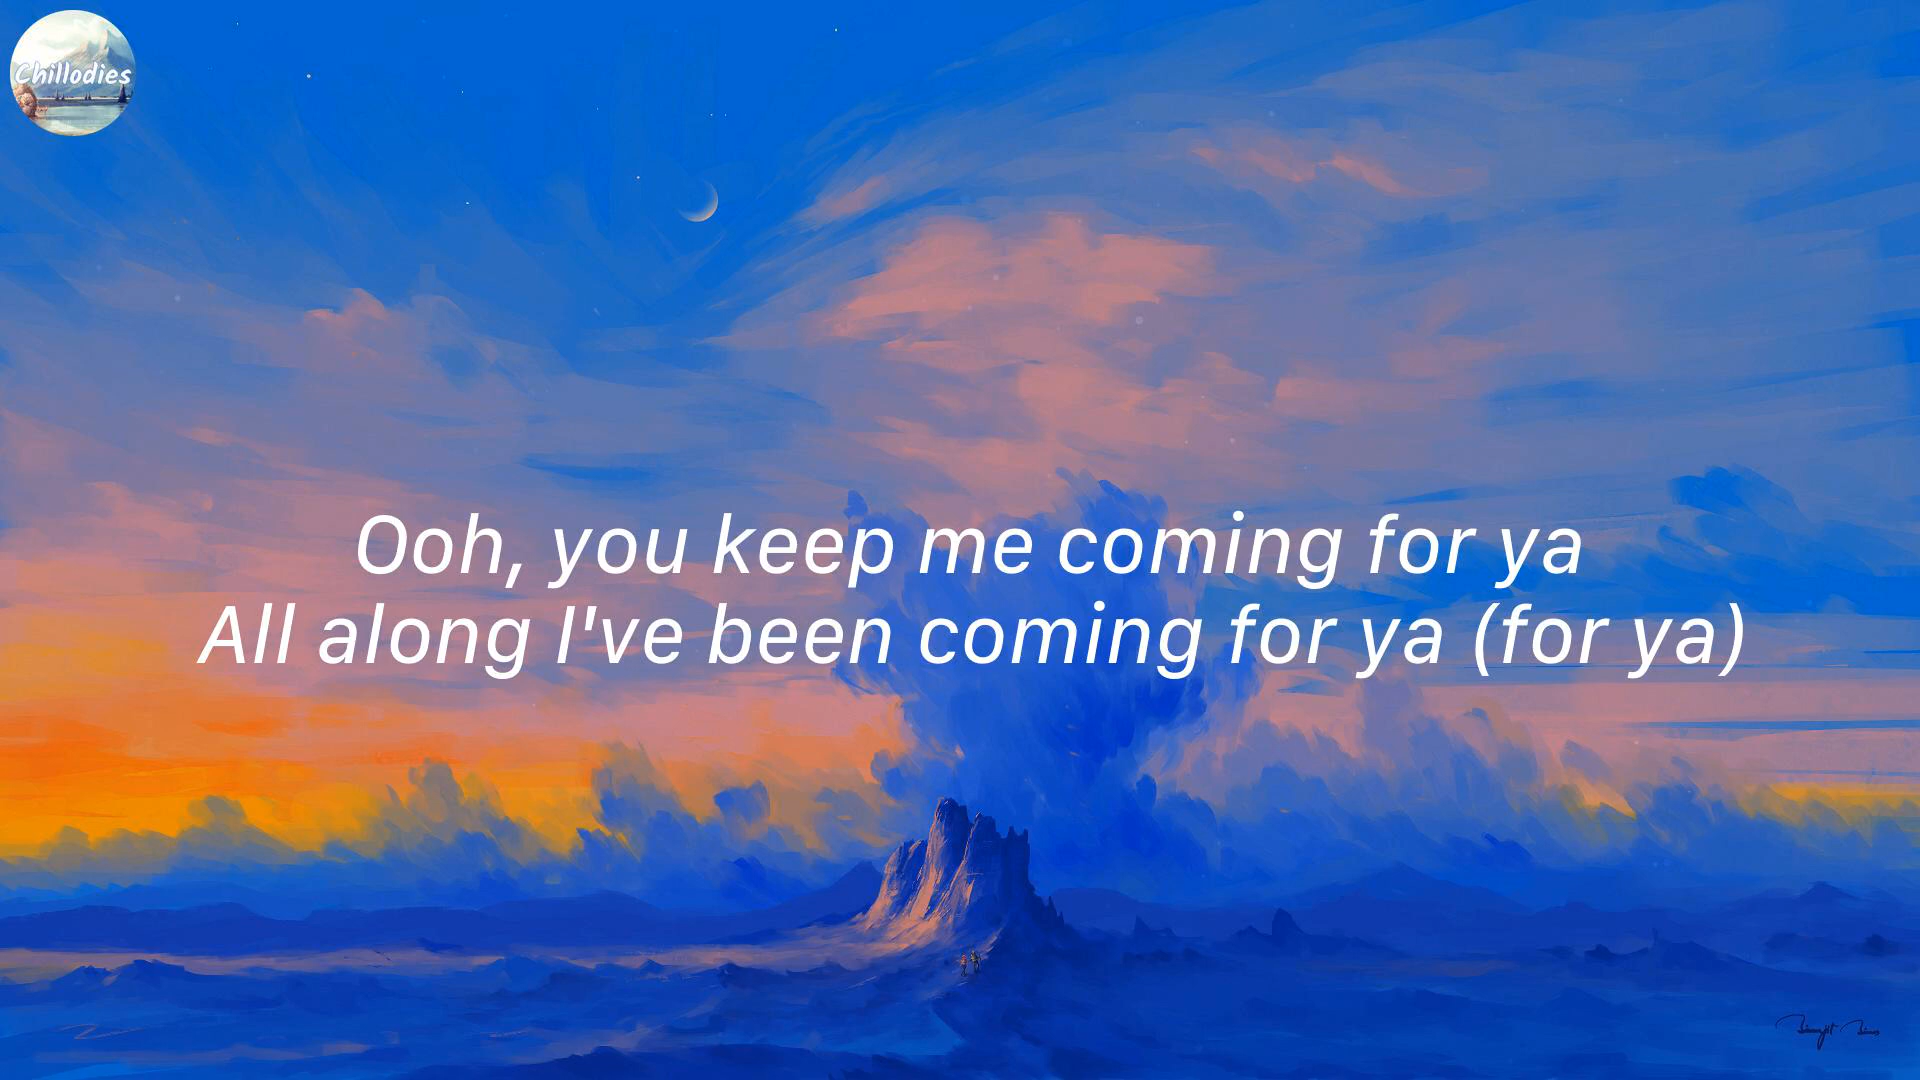 Chillodies
Ooh, you keep me coming for ya
All along I've been coming for ya (for ya)